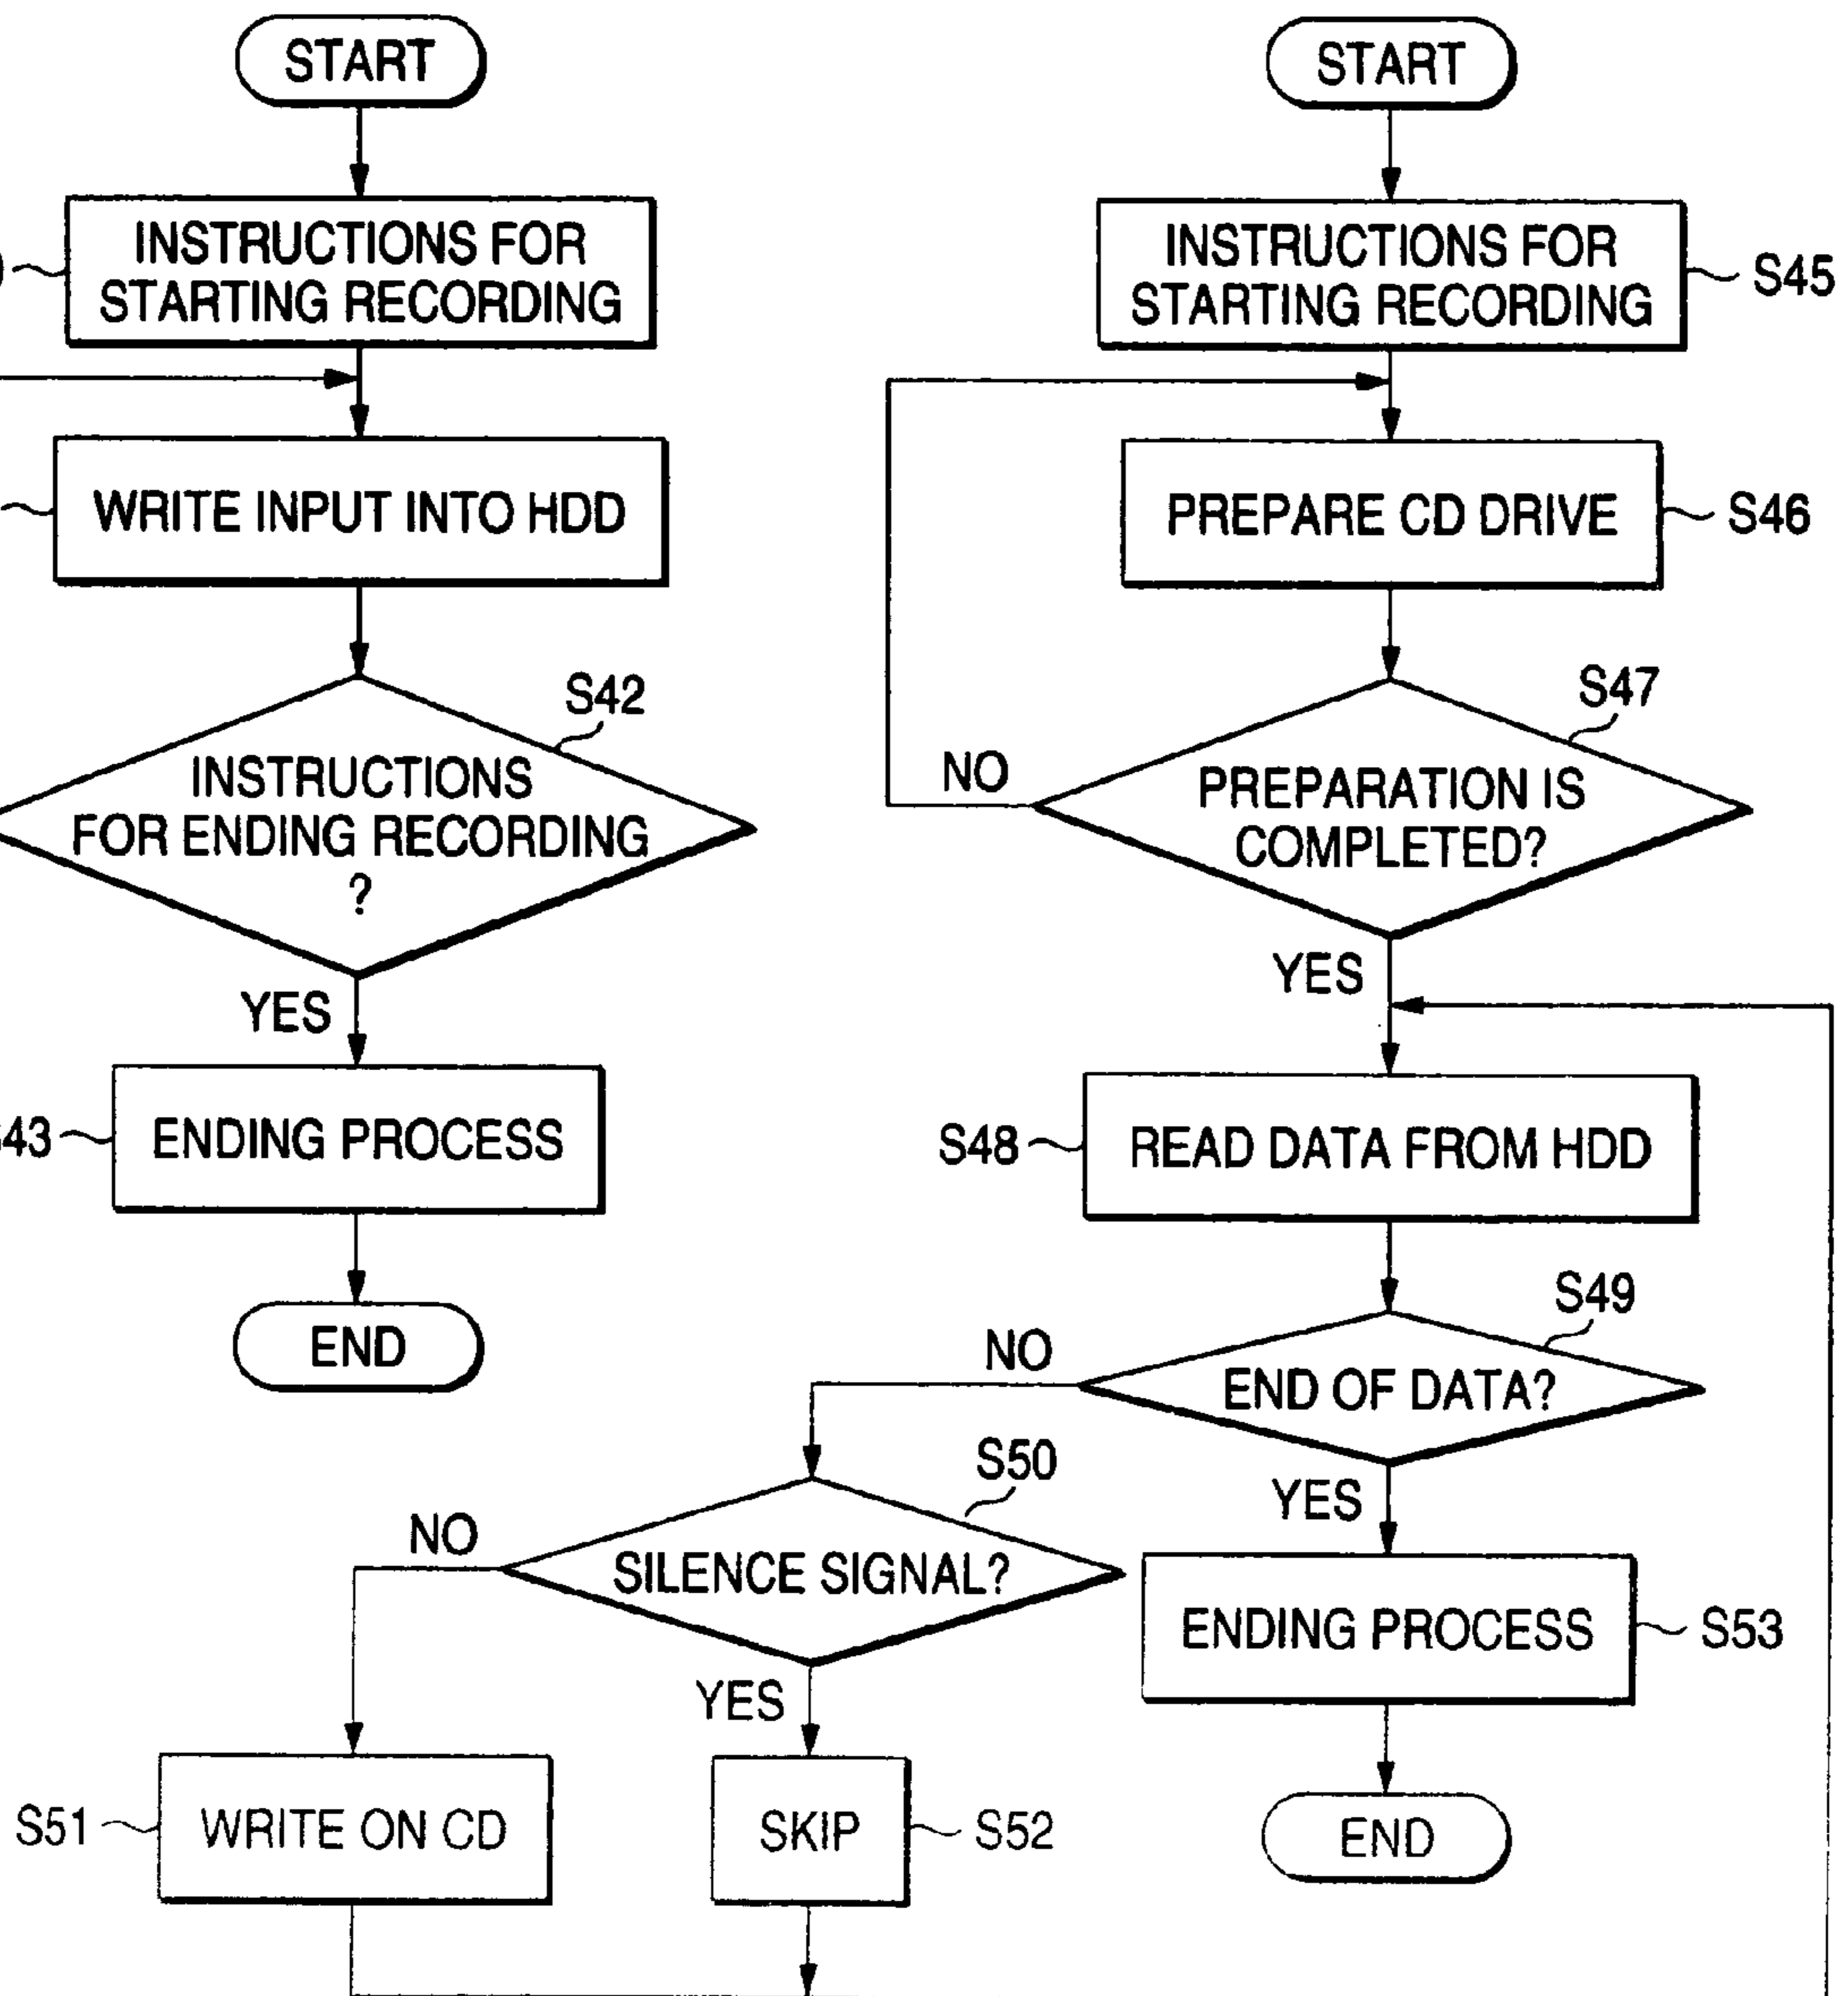 START
INSTRUCTIONS FOR
STARTING RECORDING
WRITE INPUT INTO HDD
S42
INSTRUCTIONS
FOR ENDING RECORDING
?
YES
43
ENDING PROCESS
END
START
INSTRUCTIONS FOR
STARTING RECORDING
S45
PREPARE CD DRIVE
S46
S47
NO
PREPARATION IS
COMPLETED?
YES
S48
READ DATA FROM HDD
S49
NO
END OF DATA?
YES
S50
NO
SILENCE SIGNAL?
YES
ENDING PROCESS
S53
S51
WRITE ON CD
SKIP
S52
END